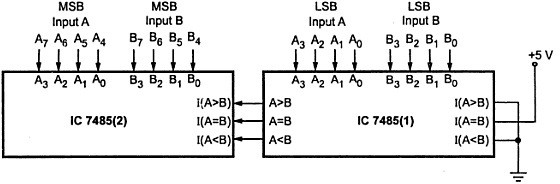 MSB MSB LSB LSB
Input A Input B Input A Input B
A7 A6 A5 A4 B7 B6 B5 B4 A3 A2 A1 A0 B3 B2 B1 B0 +5 V
A3 A2 A1 A0 B3 B2 B1 B0 A3 A2 A1 A0 B3 B2 B1 B0
I(A>B) A>B I(A>B)
IC 7485(2) I(A=B) A=B IC 7485(1) I(A=B)
I(A<B) A<B I(A<B)